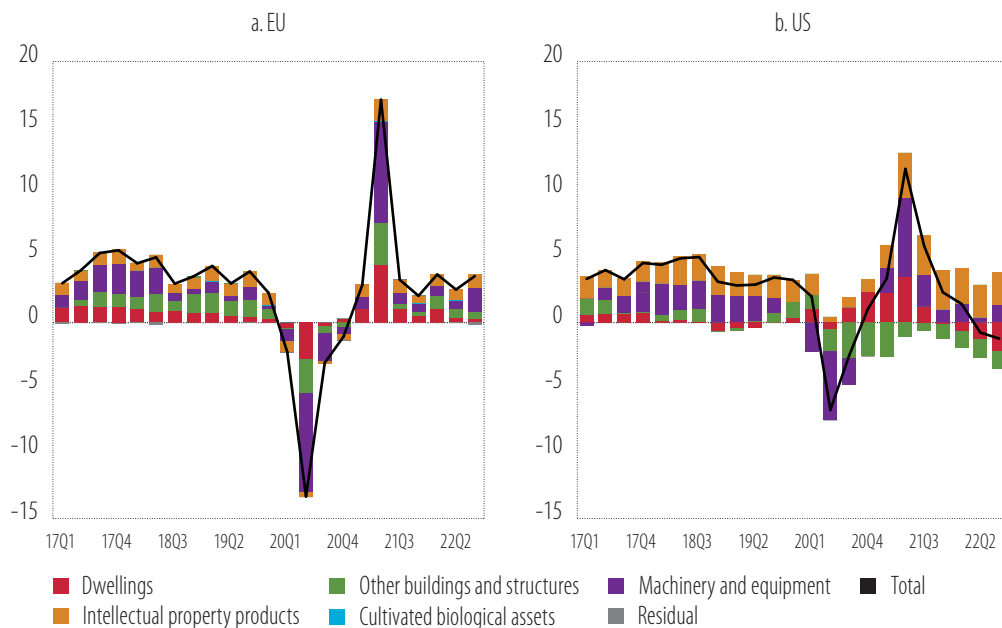 a. EU
20
15
10
5
0
-5
-10
-15
17Q1 17Q4 18Q3 19Q2 20Q1 20Q4 21Q3 22Q2
b. US
20
15
10
5
0
-5
-10
-15
17Q1 17Q4 18Q3 19Q2 20Q1 20Q4 21Q3 22Q2
Dwellings Other buildings and structures Machinery and equipment Total
Intellectual property products Cultivated biological assets Residual